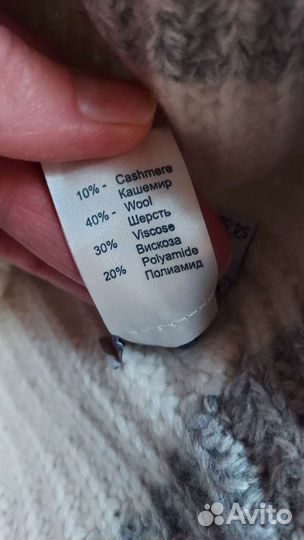 10% - Cashmere
Кашемир
40% - Wool
Шерсть
30% Viscose
Вискоза
20% Polyamide
Полиамид
Avito